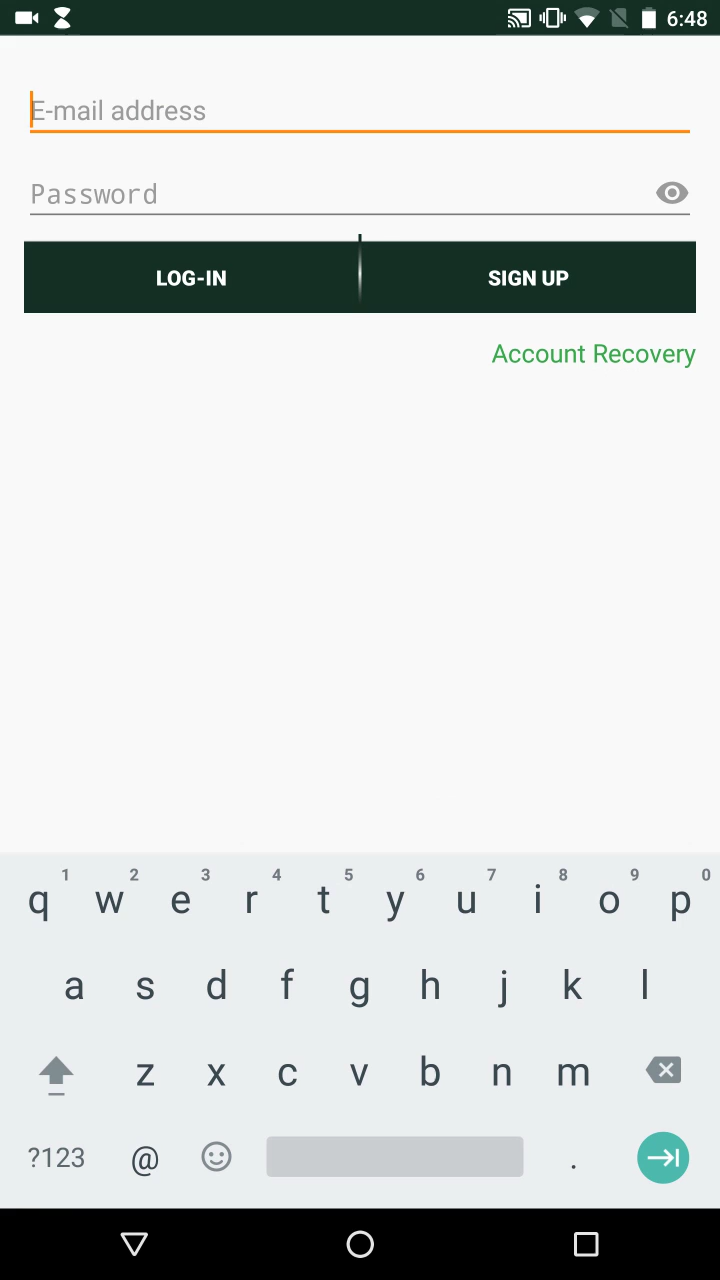 6:48
E-mail address
Password
LOG-IN SIGN UP
Account Recovery
1 2 3 4 5 6 7 8 9 0
q w e r t y u i o p
a s d f g h j k l
z x c v b n m
?123 @ .